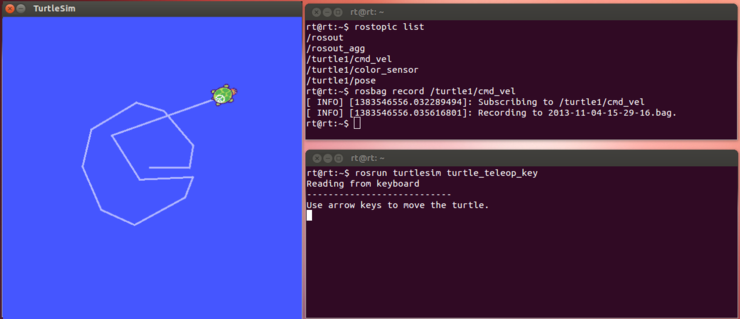 TurtleSim
rt@rt: ~
rt@rt:~$ rostopic list
/rosout
/rosout_agg
/turtle1/cmd_vel
/turtle1/color_sensor
/turtle1/pose
rt@rt:~$ rosbag record /turtle1/cmd_vel
[ INFO] [1383546556.032289494]: Subscribing to /turtle1/cmd_vel
[ INFO] [1383546556.035616801]: Recording to 2013-11-04-15-29-16.bag.
rt@rt:~$
rt@rt: ~
rt@rt:~$ rosrun turtlesim turtle_teleop_key
Reading from keyboard
---------------------------
Use arrow keys to move the turtle.